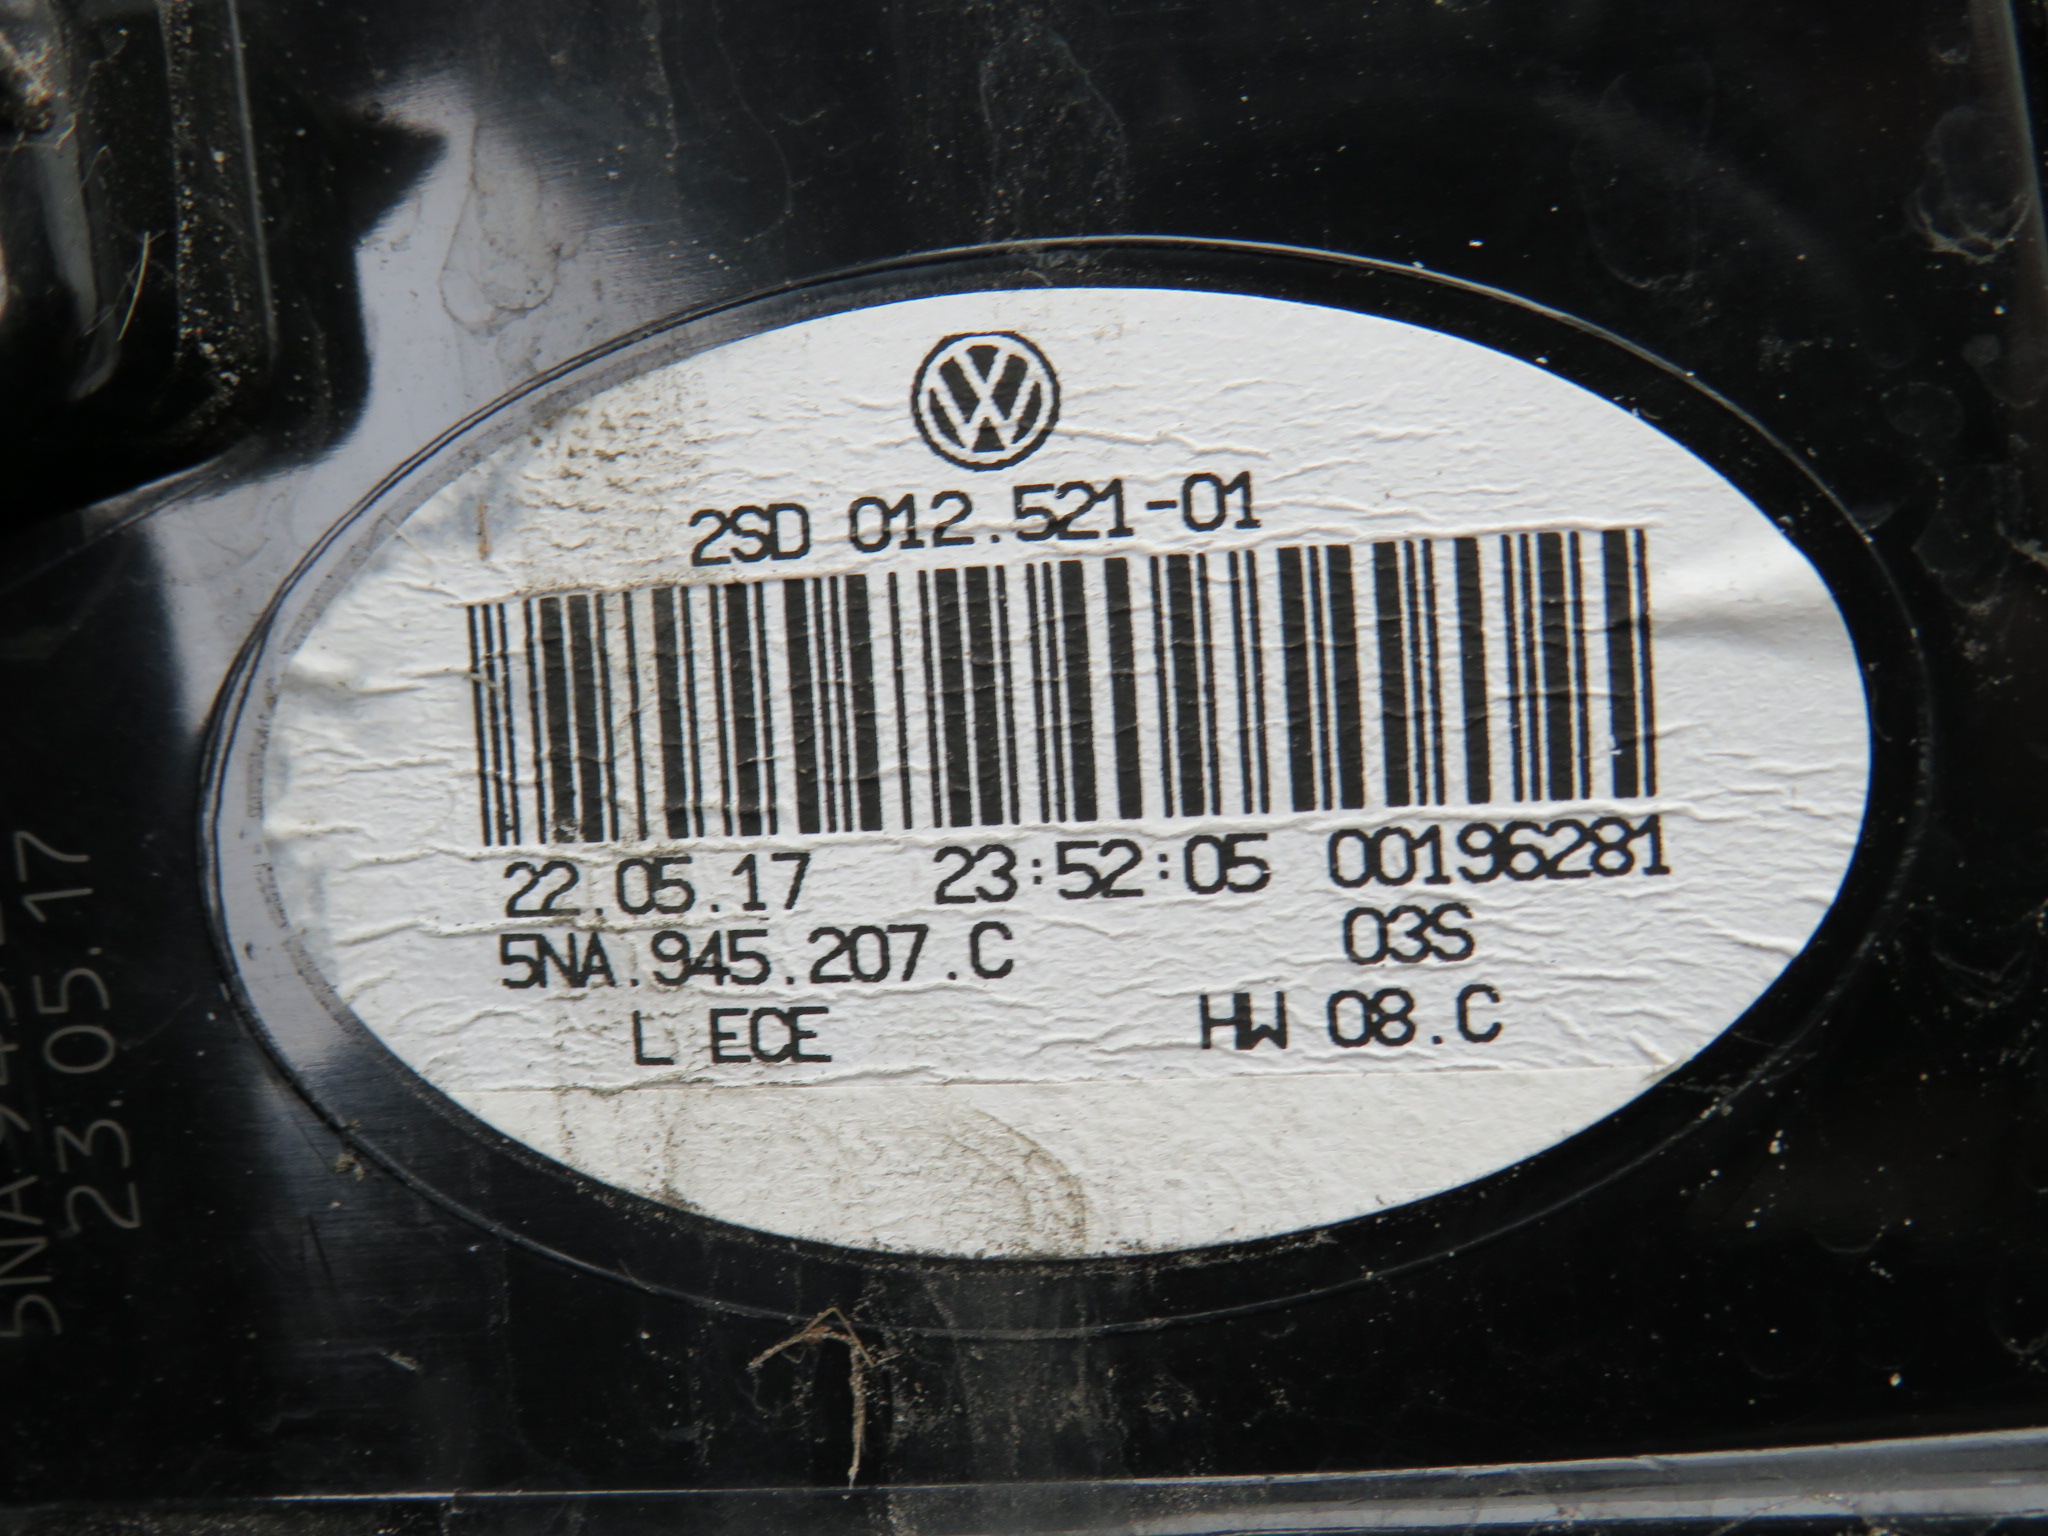 2SD 012.521-01
22.05.17 23:52:05 00196281
5NA.945.207.C 03S
L ECE HW 08.C
23.05.17